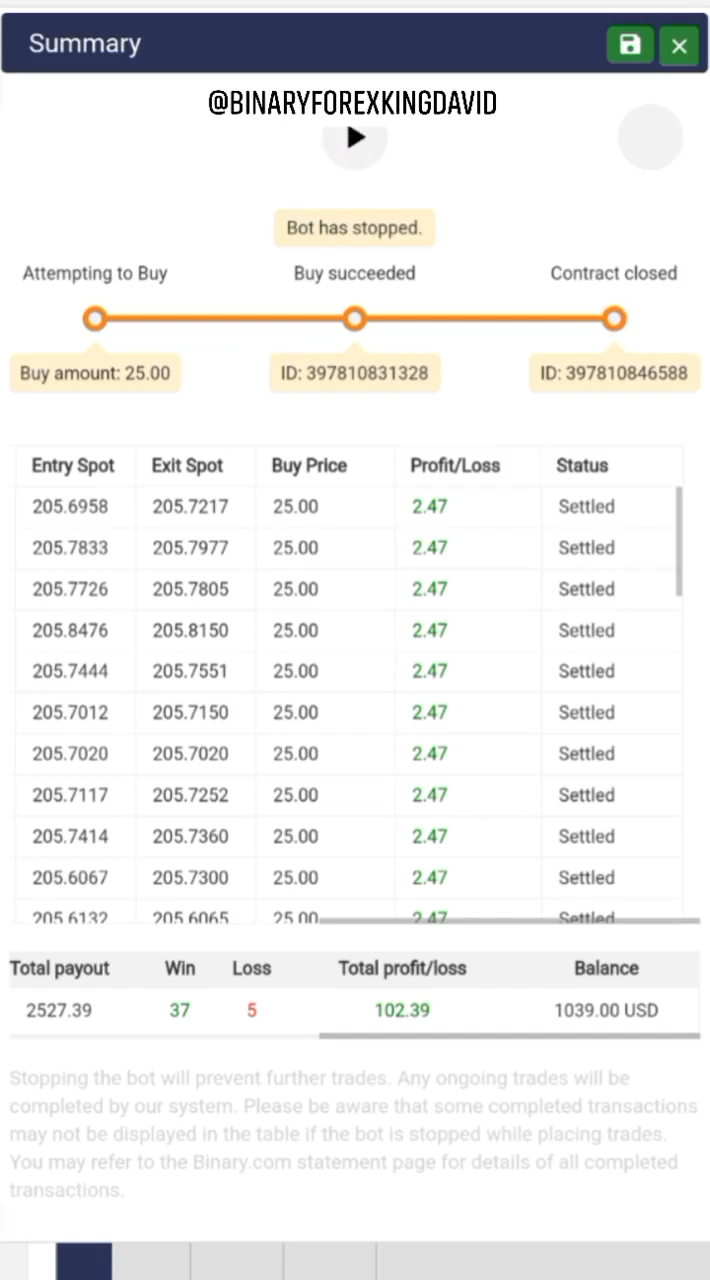 Summary
@BINARYFOREXKINGDAVID
Bot has stopped.
Attempting to Buy Buy succeeded Contract closed
Buy amount: 25.00 ID: 397810831328 ID: 397810846588
Entry Spot Exit Spot Buy Price Profit/Loss Status
205.6958 205.7217 25.00 2.47 Settled
205.7833 205.7977 25.00 2.47 Settled
205.7726 205.7805 25.00 2.47 Settled
205.8476 205.8150 25.00 2.47 Settled
205.7444 205.7551 25.00 2.47 Settled
205.7012 205.7150 25.00 2.47 Settled
205.7020 205.7020 25.00 2.47 Settled
205.7117 205.7252 25.00 2.47 Settled
205.7414 205.7360 25.00 2.47 Settled
205.6067 205.7300 25.00 2.47 Settled
205.6132 205.6065 25.00 2.47 Settled
Total payout Win Loss Total profit/loss Balance
2527.39 37 5 102.39 1039.00 USD
Stopping the bot will prevent further trades. Any ongoing trades will be
completed by our system. Please be aware that some completed transactions
may not be displayed in the table if the bot is stopped while placing trades.
You may refer to the Binary.com statement page for details of all completed
transactions.